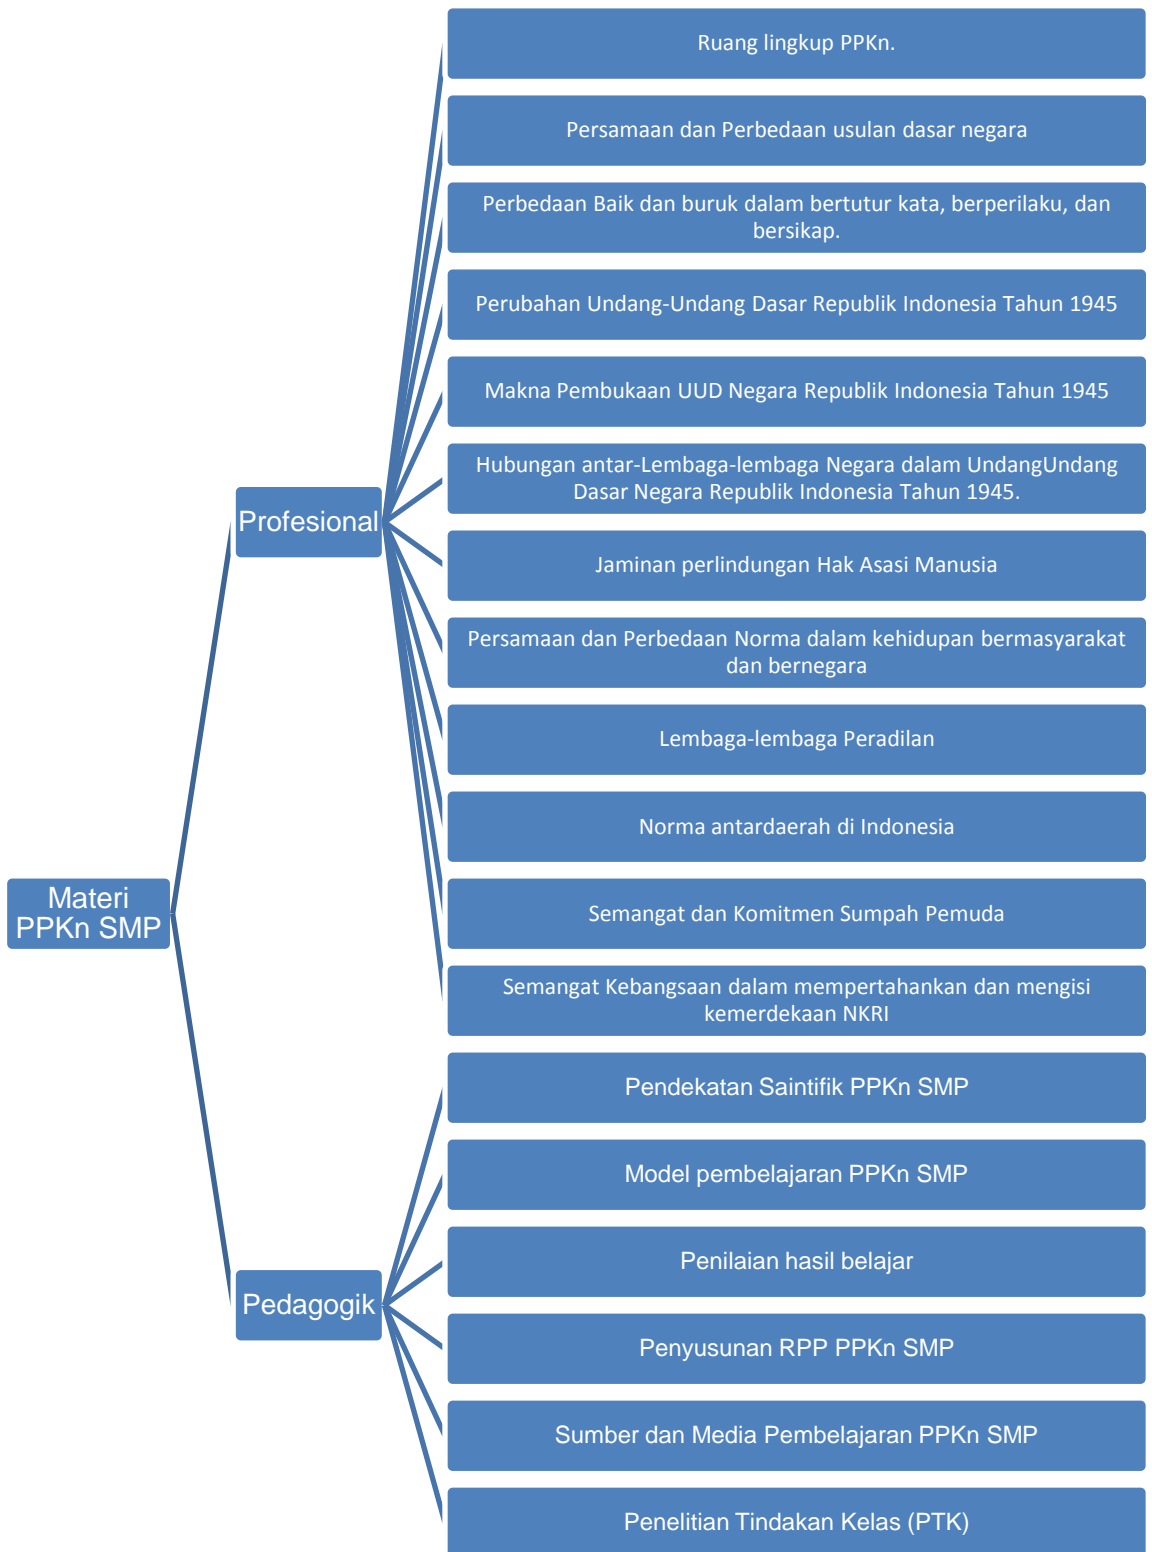 Ruang lingkup PPKn.
Persamaan dan Perbedaan usulan dasar negara
Perbedaan Baik dan buruk dalam bertutur kata, berperilaku, dan
bersikap.
Perubahan Undang-Undang Dasar Republik Indonesia Tahun 1945
Makna Pembukaan UUD Negara Republik Indonesia Tahun 1945
Hubungan antar-Lembaga-lembaga Negara dalam UndangUndang
Dasar Negara Republik Indonesia Tahun 1945.
Profesional
Jaminan perlindungan Hak Asasi Manusia
Persamaan dan Perbedaan Norma dalam kehidupan bermasyarakat
dan bernegara
Lembaga-lembaga Peradilan
Norma antardaerah di Indonesia
Materi
PPKn SMP
Semangat dan Komitmen Sumpah Pemuda
Semangat Kebangsaan dalam mempertahankan dan mengisi
kemerdekaan NKRI
Pendekatan Saintifik PPKn SMP
Model pembelajaran PPKn SMP
Penilaian hasil belajar
Pedagogik
Penyusunan RPP PPKn SMP
Sumber dan Media Pembelajaran PPKn SMP
Penelitian Tindakan Kelas (PTK)